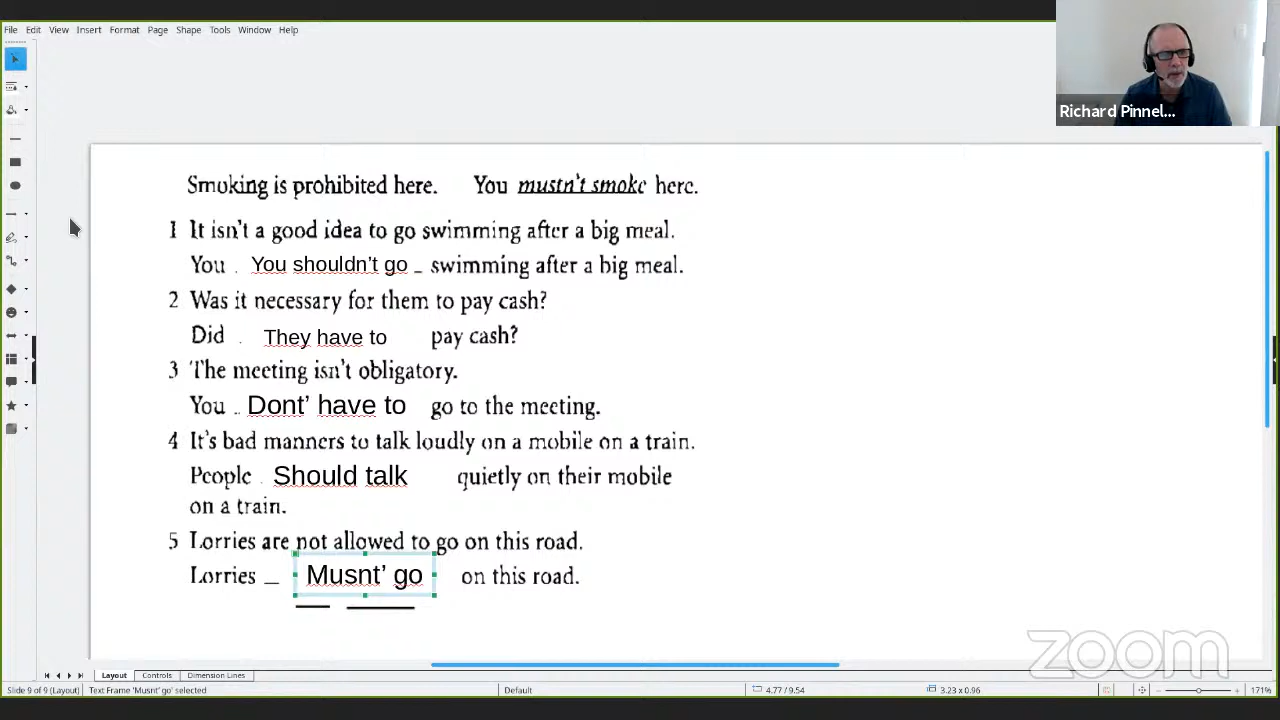 File Edit View Insert Format Page Shape Tools Window Help
Richard Pinnel...
Smoking is prohibited here. You mustn't smoke here.
1 It isn't a good idea to go swimming after a big meal.
You . You shouldn't go _ swimming after a big meal.
2 Was it necessary for them to pay cash?
Did . They have to pay cash?
3 The meeting isn't obligatory.
You .. Dont' have to go to the meeting.
4 It's bad manners to talk loudly on a mobile on a train.
People . Should talk quietly on their mobile
on a train.
5 Lorries are not allowed to go on this road.
Lorries _ Musnt' go on this road.
zoom
Layout Controls Dimension Lines
Slide 9 of 9 (Layout) Text Frame 'Musnt' go' selected Default 4.77 / 9.54 3.23 x 0.96 171%